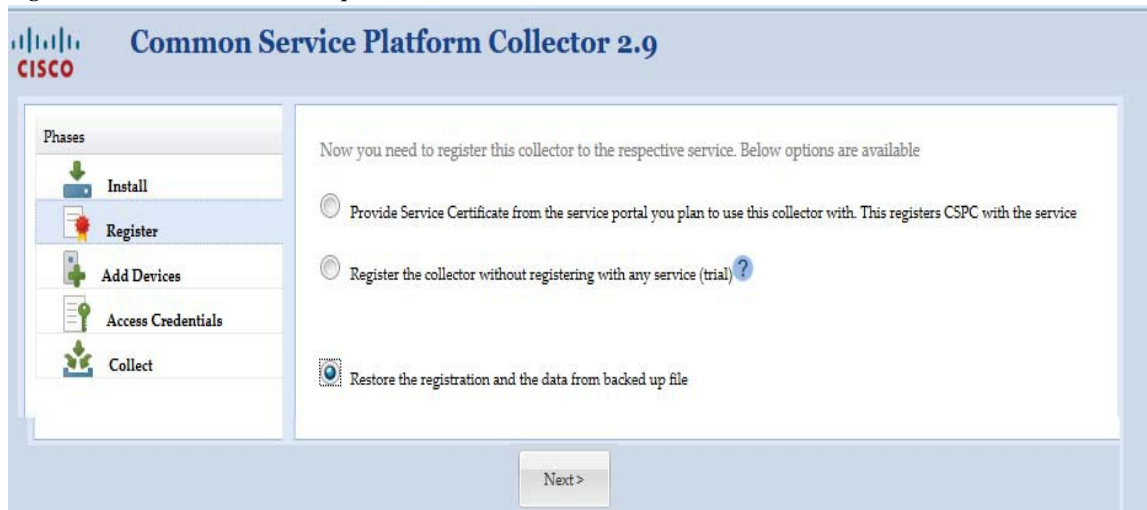 CISCO
Common Service Platform Collector 2.9
Phases
Install
Register
Add Devices
Access Credentials
Collect
Now you need to register this collector to the respective service. Below options are available
Provide Service Certificate from the service portal you plan to use this collector with. This registers CSPC with the service
Register the collector without registering with any service (trial) ?
Restore the registration and the data from backed up file
Next >